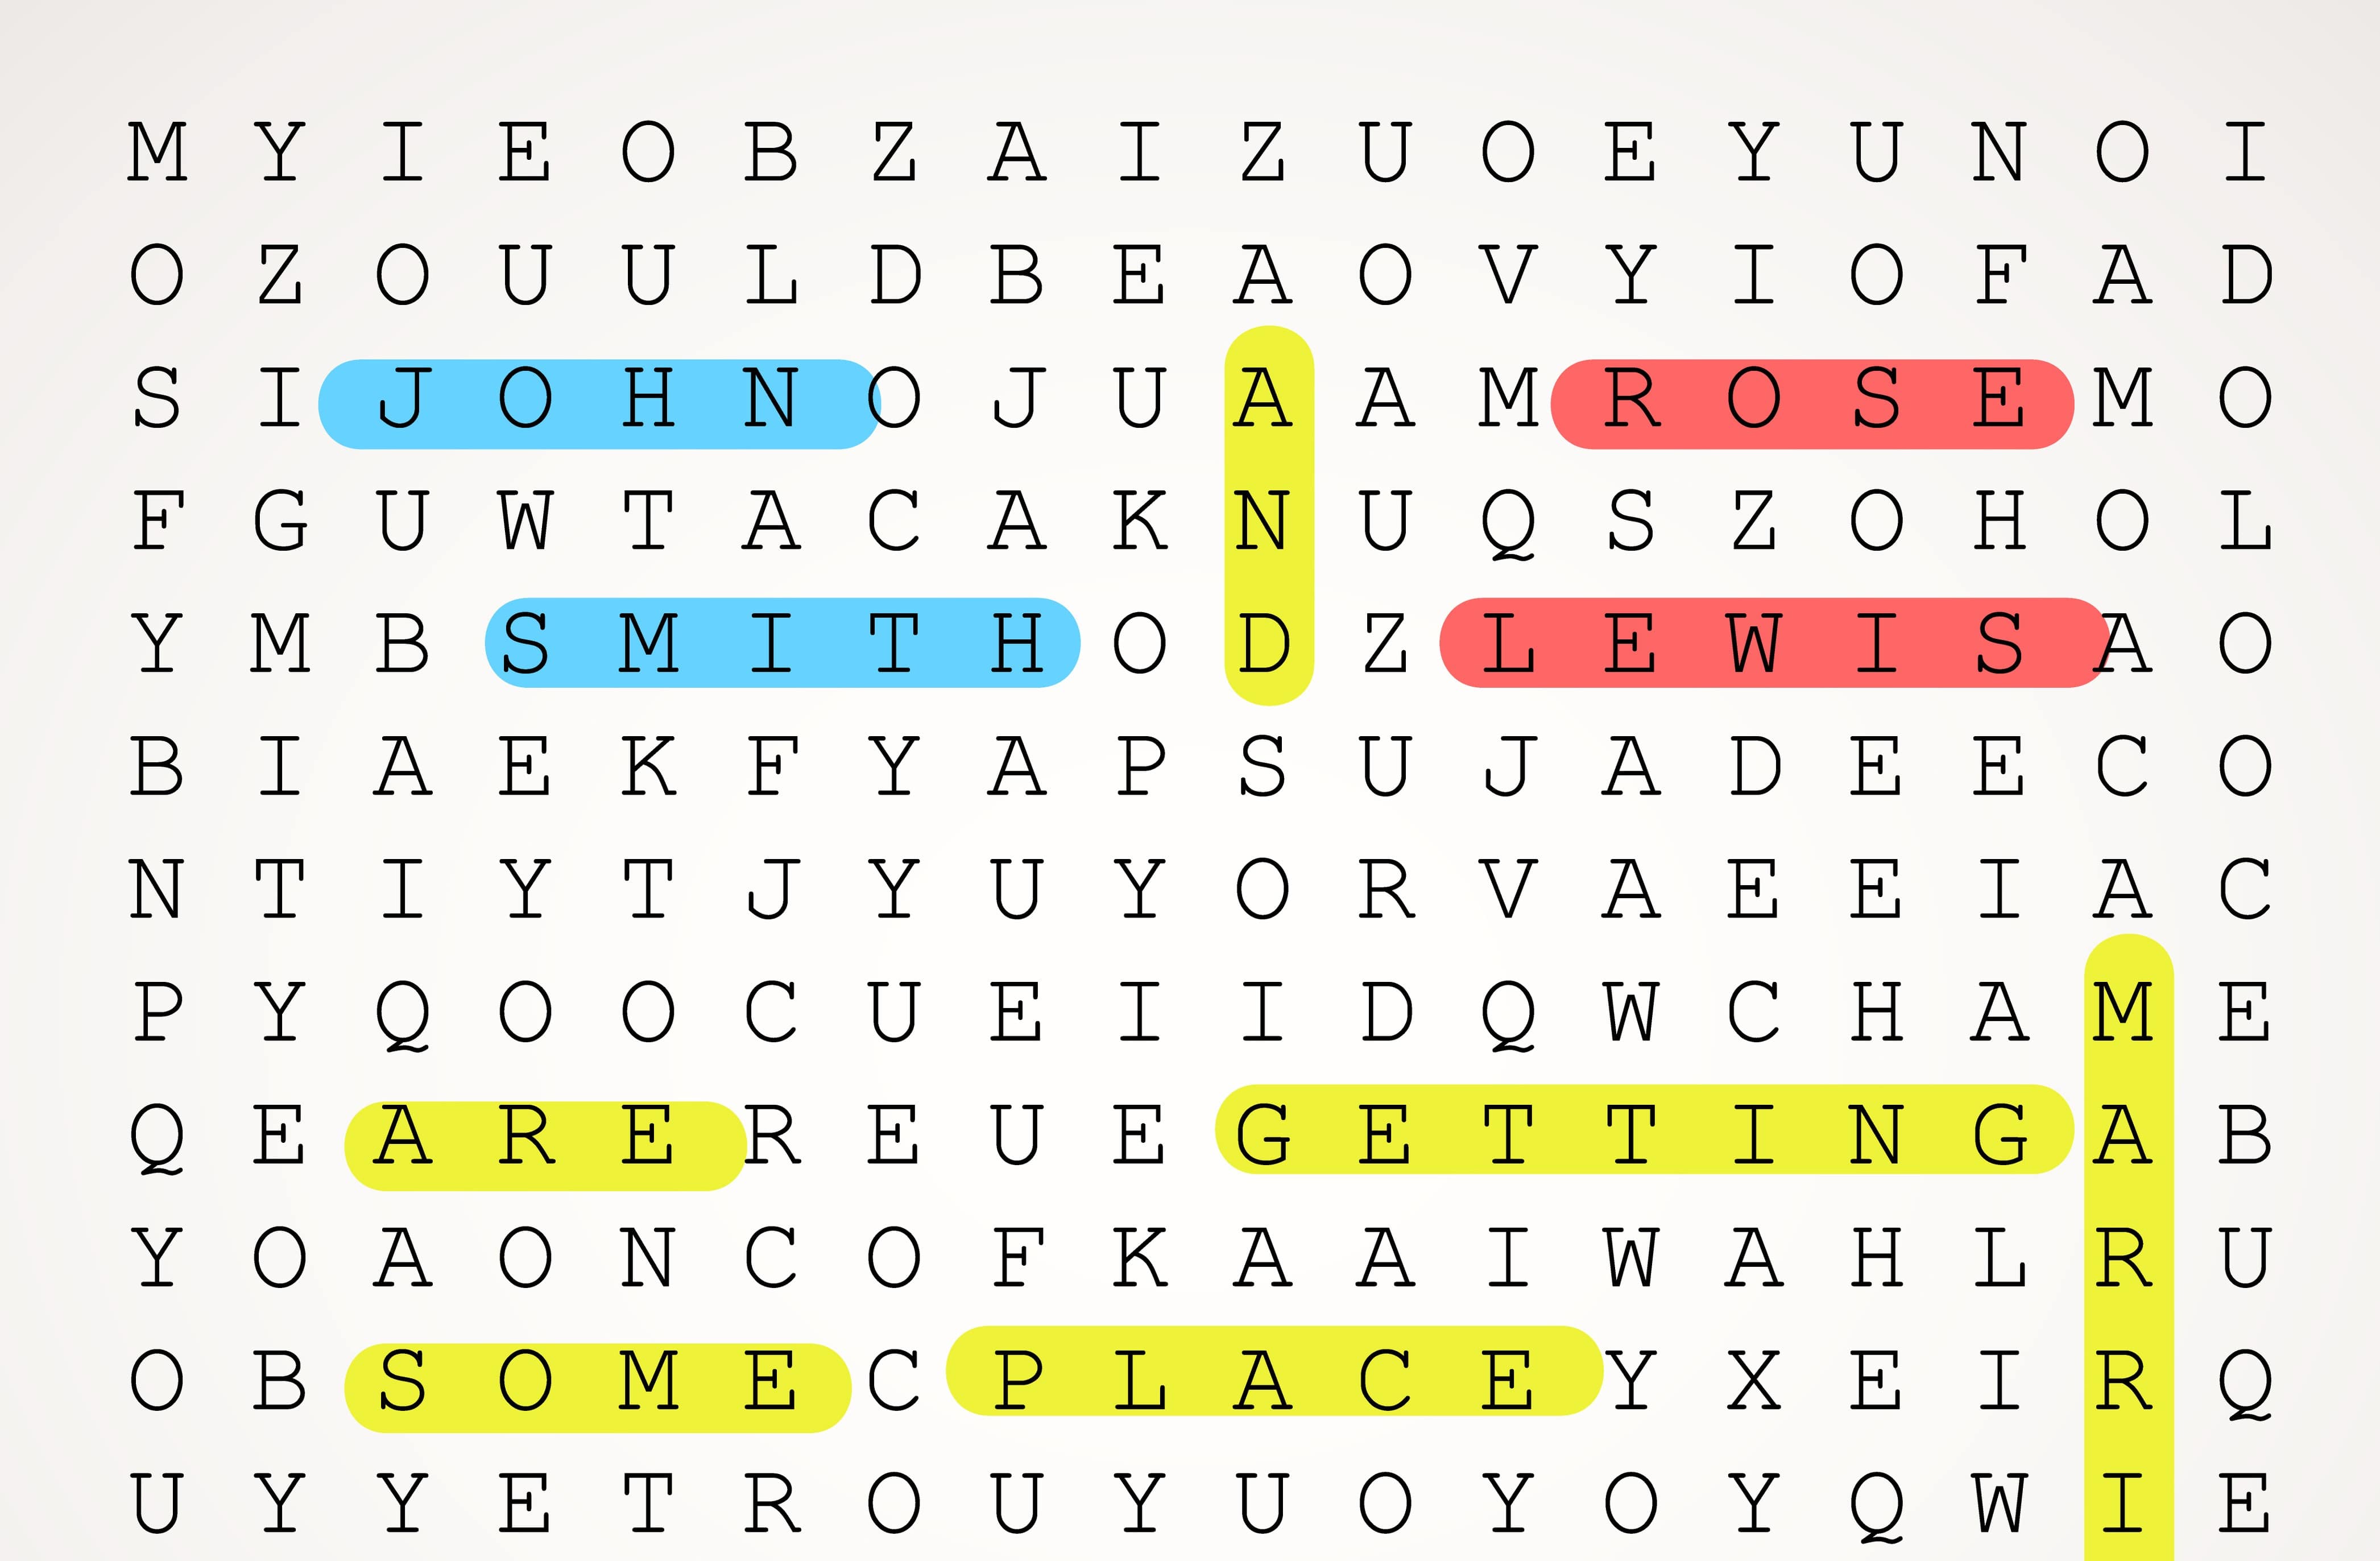 M Y I E O B Z A I Z U O E Y U N O I
O Z O U U L D B E A O V Y I O F A D
S I J O H N O J U A A M R O S E M O
F G U W T A C A K N U Q S Z O H O L
Y M B S M I T H O D Z L E W I S A O
B I A E K F Y A P S U J A D E E C O
N T I Y T J Y U Y O R V A E E I A C
P Y Q O O C U E I I D Q W C H A M E
Q E A R E R E U E G E T T I N G A B
Y O A O N C O F K A A I W A H L R U
O B S O M E C P L A C E Y X E I R Q
U Y Y E T R O U Y U O Y O Y Q W I E